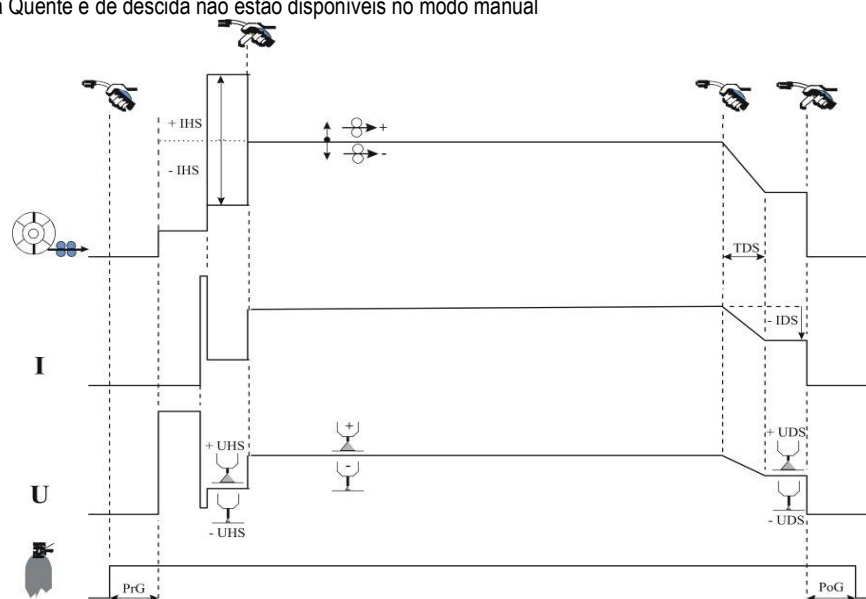 Quente e de descida não estão disponíveis no modo manual
+ IHS
- IHS
+
-
TDS
I
- IDS
U
+ UHS
+
-
- UHS
+ UDS
- UDS
PrG
PoG